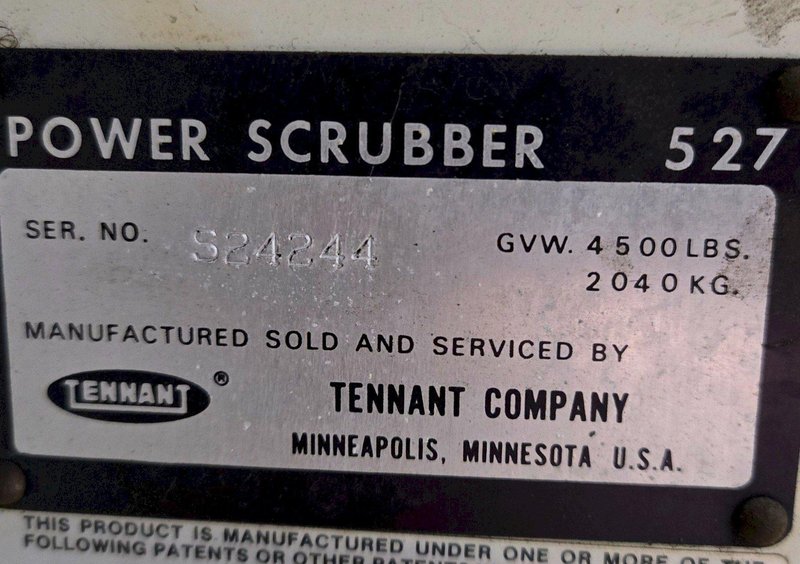 POWER SCRUBBER 527
SER. NO. S24244 GVW. 4500 LBS.
2040 KG.
MANUFACTURED SOLD AND SERVICED BY
TENNANT ® TENNANT COMPANY
MINNEAPOLIS, MINNESOTA U.S.A.
THIS PRODUCT IS MANUFACTURED UNDER ONE OR MORE OF THE
FOLLOWING PATENTS OR OTHER